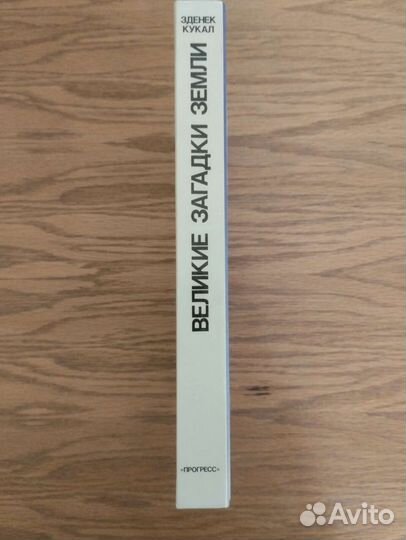 ЗДЕНЕК
КУКАЛ
ВЕЛИКИЕ ЗАГАДКИ ЗЕМЛИ
«ПРОГРЕСС»
Avito